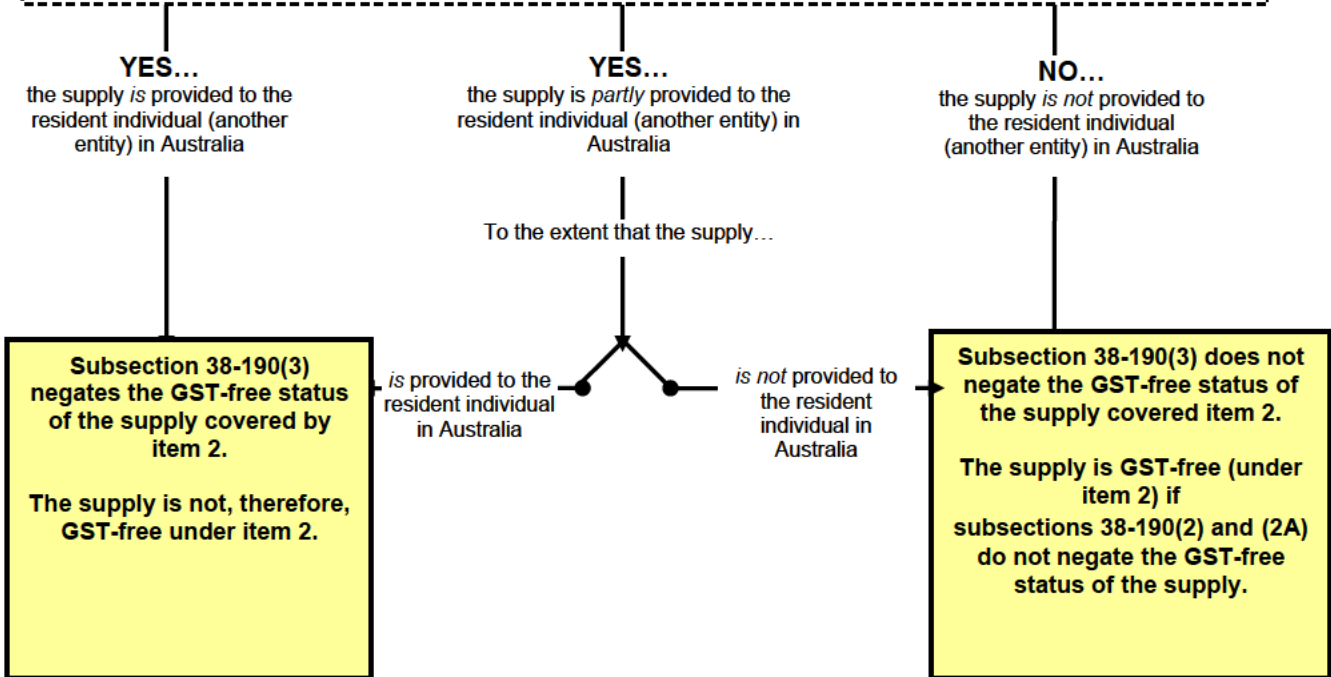 YES...
the supply is provided to the
resident individual (another
entity) in Australia
YES...
the supply is partly provided to the
resident individual (another entity) in
Australia
NO...
the supply is not provided to
the resident individual
(another entity) in Australia
To the extent that the supply...
Subsection 38-190(3)
negates the GST-free status
of the supply covered by
item 2.
The supply is not, therefore,
GST-free under item 2.
is provided to the
resident individual
in Australia
is not provided to
the resident
individual in
Australia
Subsection 38-190(3) does not
negate the GST-free status of
the supply covered item 2.
The supply is GST-free (under
item 2) if
subsections 38-190(2) and (2A)
do not negate the GST-free
status of the supply.